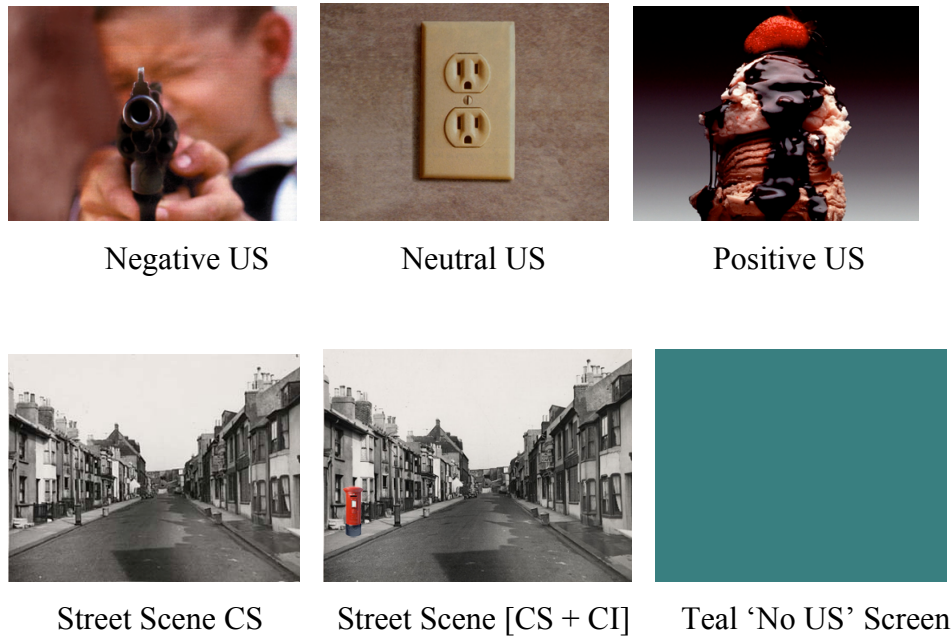 Negative US
Neutral US
Positive US
Street Scene CS
Street Scene [CS + CI]
Teal ‘No US’ Screen